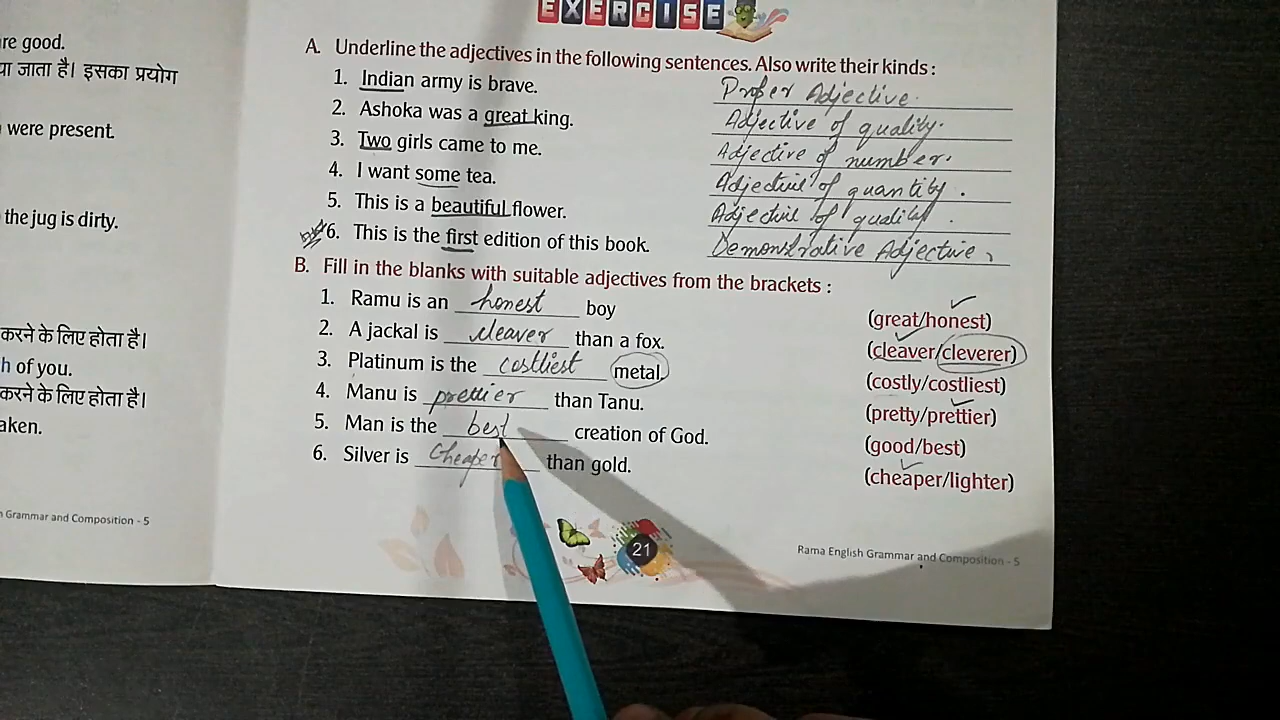 EXERCISE
re good.
या जाता है। इसका प्रयोग
were present.
the jug is dirty.
करने के लिए होता है।
h of you.
करने के लिए होता है।
aken.
Grammar and Composition - 5
A. Underline the adjectives in the following sentences. Also write their kinds :
1. Indian army is brave. Proper Adjective.
2. Ashoka was a great king. Adjective of quality.
3. Two girls came to me. Adjective of number.
4. I want some tea. Adjective of quantity.
5. This is a beautiful flower. Adjective of quality.
6. This is the first edition of this book. Demonstrative Adjective.
B. Fill in the blanks with suitable adjectives from the brackets :
1. Ramu is an honest boy (great/honest)
2. A jackal is cleaver than a fox. (cleaver/cleverer)
3. Platinum is the costliest metal. (costly/costliest)
4. Manu is prettier than Tanu. (pretty/prettier)
5. Man is the best creation of God. (good/best)
6. Silver is cheaper than gold. (cheaper/lighter)
21
Rama English Grammar and Composition - 5